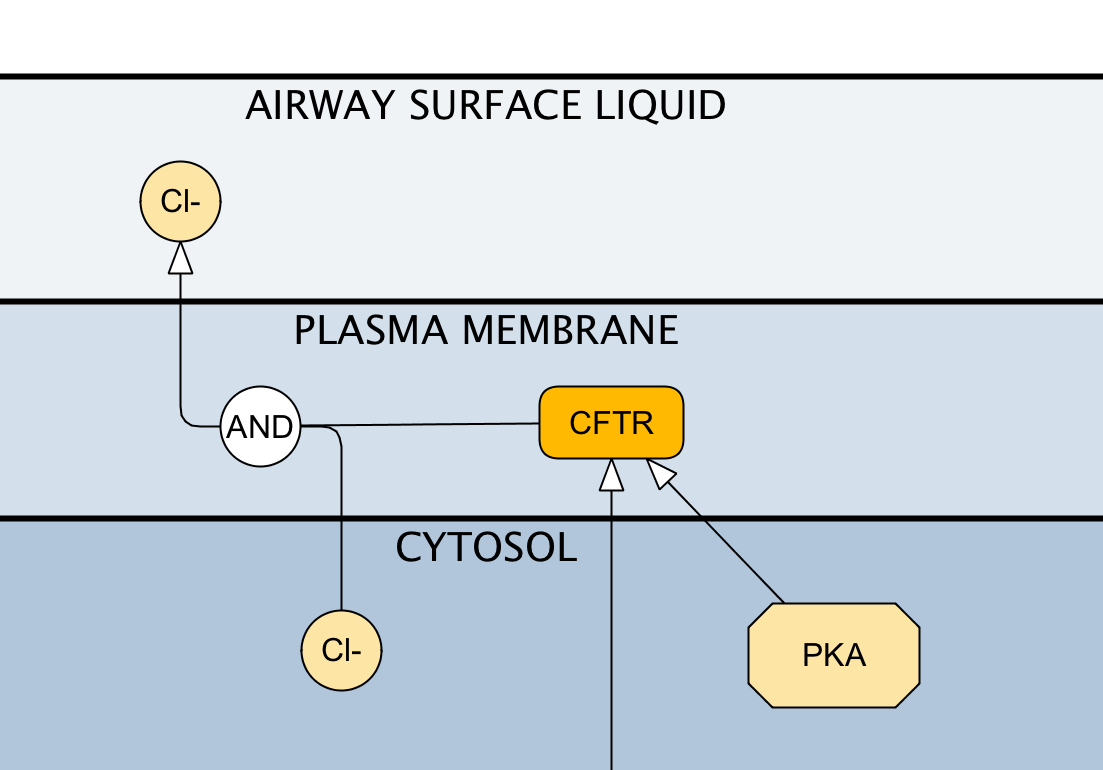 AIRWAY SURFACE LIQUID
Cl-
PLASMA MEMBRANE
AND
CFTR
CYTOSOL
Cl-
PKA